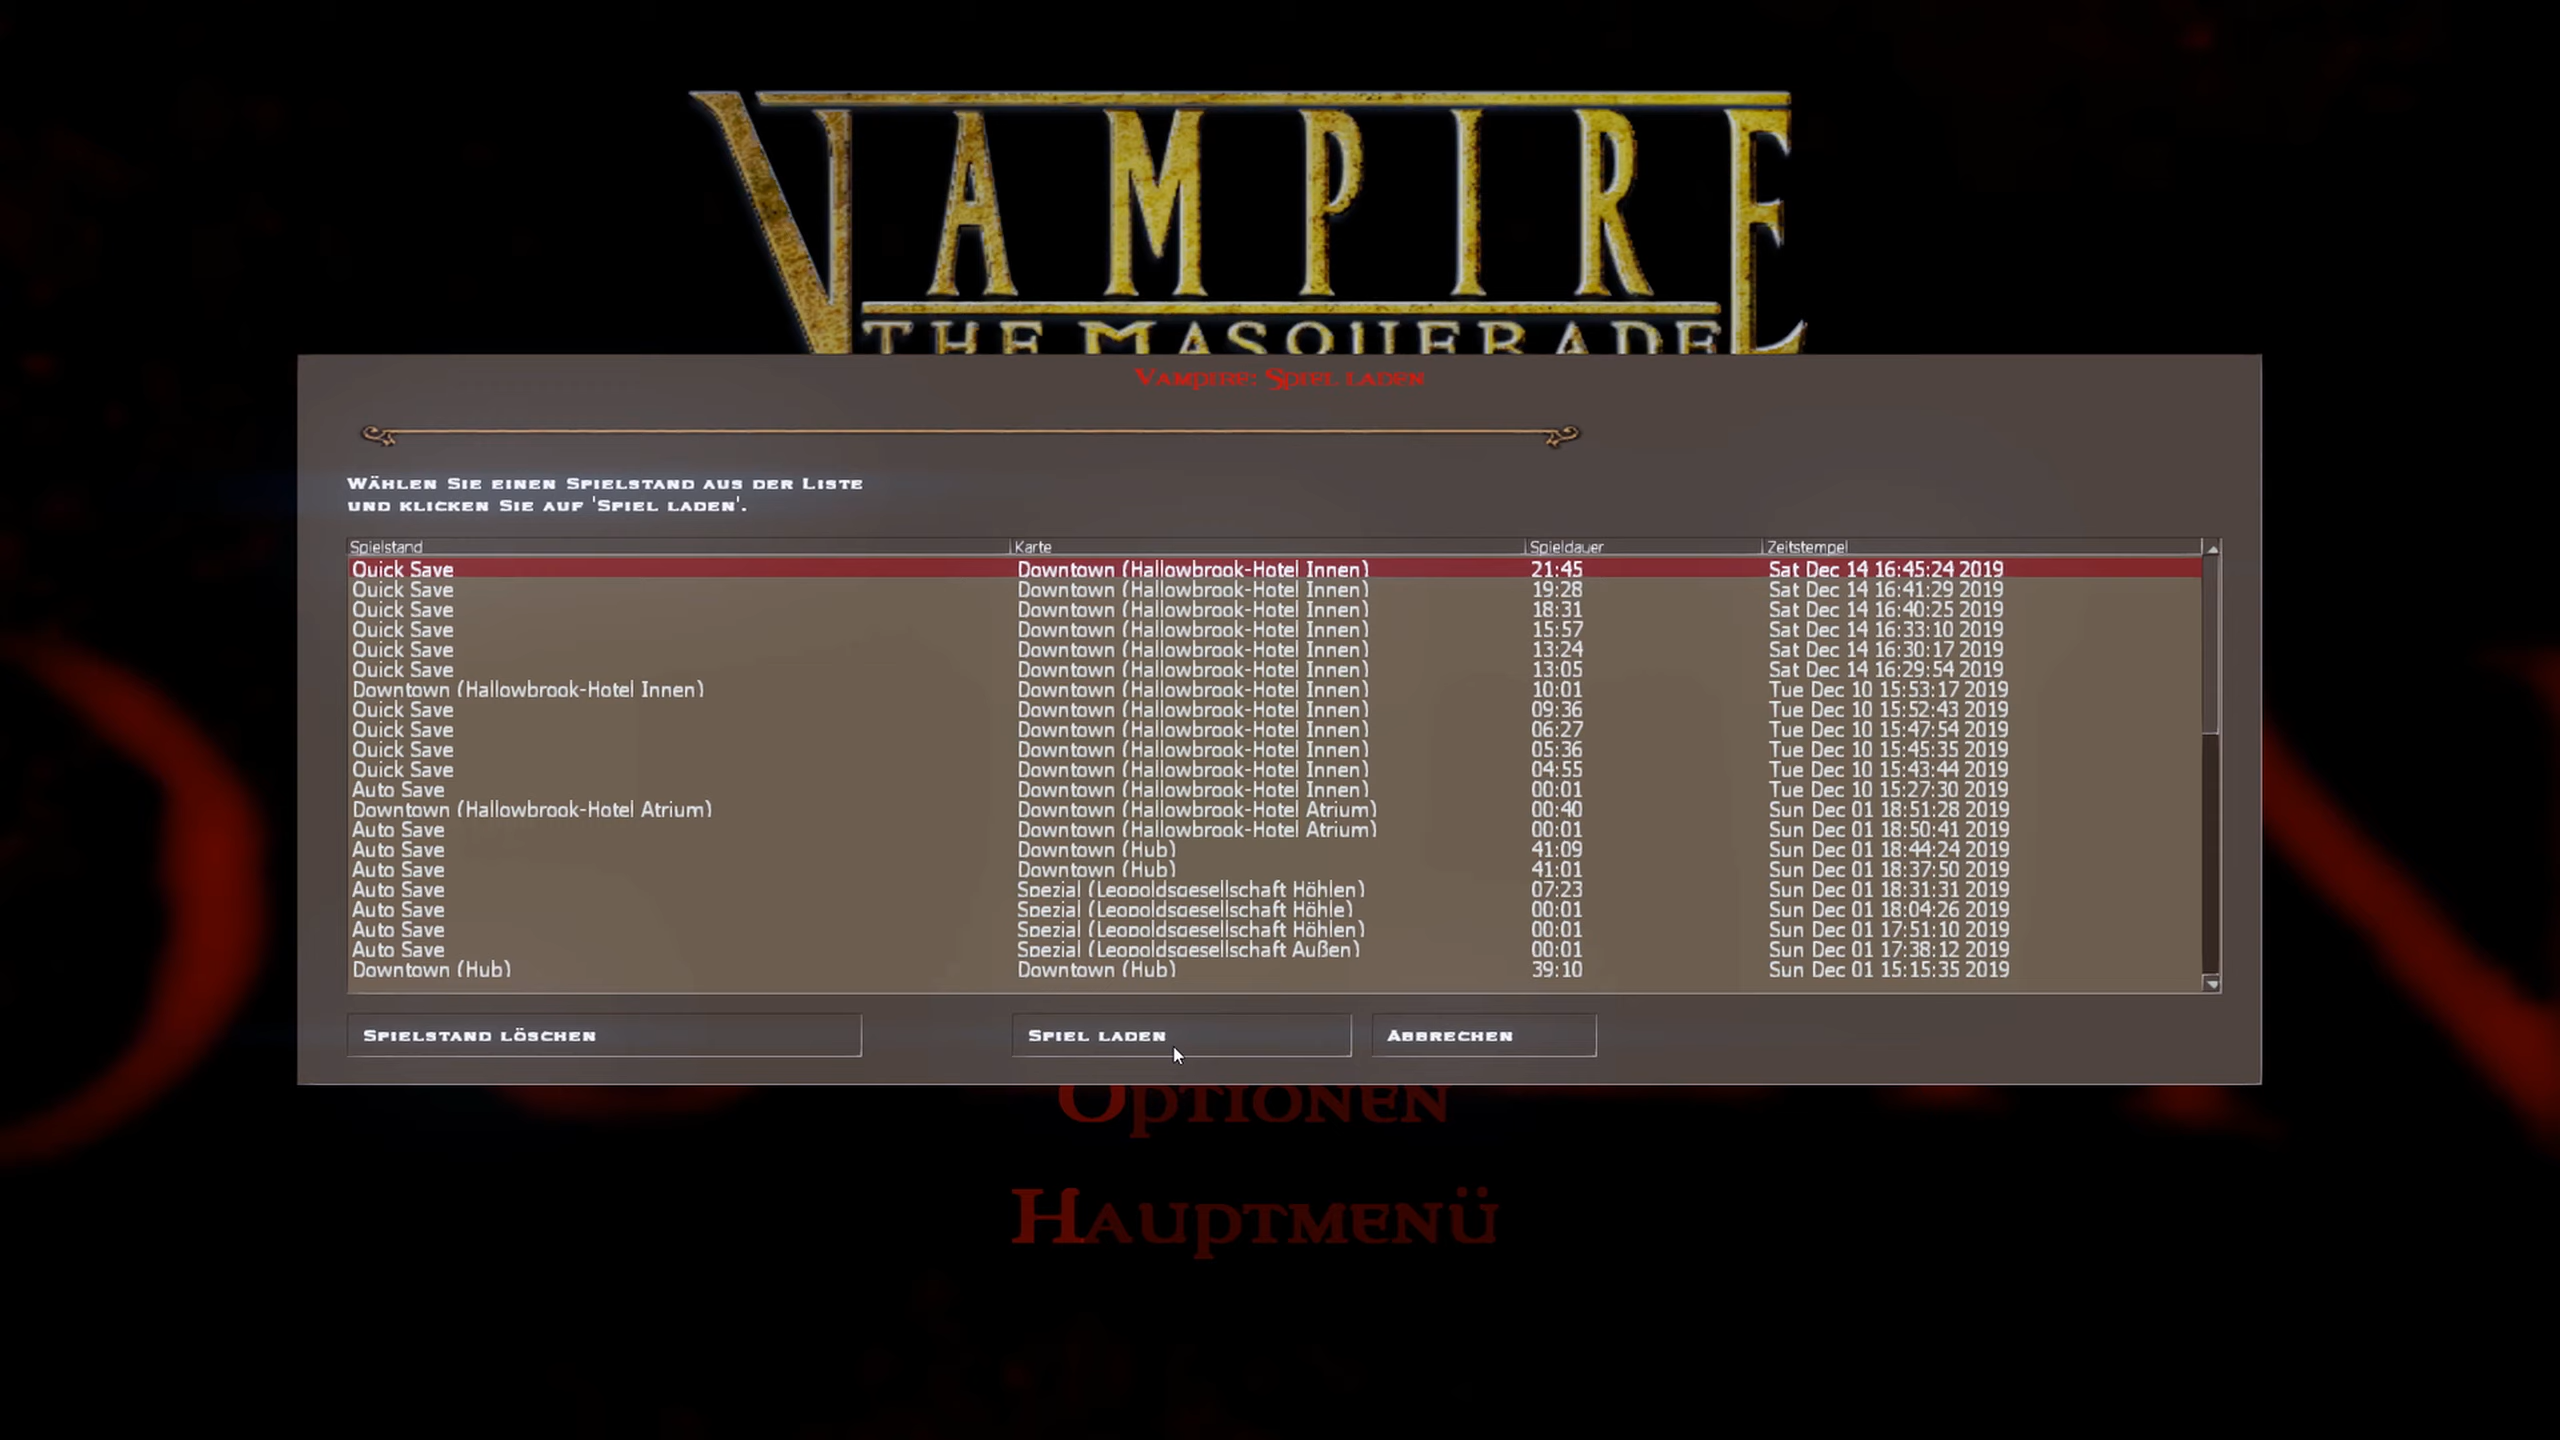 VAMPIRE
THE MASQUERADE
Vampire: Spiel laden
Wählen Sie einen Spielstand aus der Liste
und klicken Sie auf 'Spiel laden'.
Spielstand Karte Spieldauer Zeitstempel
Quick Save Downtown (Hallowbrook-Hotel Innen) 21:45 Sat Dec 14 16:45:24 2019
Quick Save Downtown (Hallowbrook-Hotel Innen) 19:28 Sat Dec 14 16:41:29 2019
Quick Save Downtown (Hallowbrook-Hotel Innen) 18:31 Sat Dec 14 16:40:25 2019
Quick Save Downtown (Hallowbrook-Hotel Innen) 15:57 Sat Dec 14 16:33:10 2019
Quick Save Downtown (Hallowbrook-Hotel Innen) 13:24 Sat Dec 14 16:30:17 2019
Quick Save Downtown (Hallowbrook-Hotel Innen) 13:05 Sat Dec 14 16:29:54 2019
Downtown (Hallowbrook-Hotel Innen) Downtown (Hallowbrook-Hotel Innen) 10:01 Tue Dec 10 15:53:17 2019
Quick Save Downtown (Hallowbrook-Hotel Innen) 09:36 Tue Dec 10 15:52:43 2019
Quick Save Downtown (Hallowbrook-Hotel Innen) 06:27 Tue Dec 10 15:47:54 2019
Quick Save Downtown (Hallowbrook-Hotel Innen) 05:36 Tue Dec 10 15:45:35 2019
Quick Save Downtown (Hallowbrook-Hotel Innen) 04:55 Tue Dec 10 15:43:44 2019
Auto Save Downtown (Hallowbrook-Hotel Innen) 00:01 Tue Dec 10 15:27:30 2019
Downtown (Hallowbrook-Hotel Atrium) Downtown (Hallowbrook-Hotel Atrium) 00:40 Sun Dec 01 18:51:28 2019
Auto Save Downtown (Hallowbrook-Hotel Atrium) 00:01 Sun Dec 01 18:50:41 2019
Auto Save Downtown (Hub) 41:09 Sun Dec 01 18:44:24 2019
Auto Save Downtown (Hub) 41:01 Sun Dec 01 18:37:50 2019
Auto Save Spezial (Leopoldsgesellschaft Höhlen) 07:23 Sun Dec 01 18:31:31 2019
Auto Save Spezial (Leopoldsgesellschaft Höhle) 00:01 Sun Dec 01 18:04:26 2019
Auto Save Spezial (Leopoldsgesellschaft Höhlen) 00:01 Sun Dec 01 17:51:10 2019
Auto Save Spezial (Leopoldsgesellschaft Außen) 00:01 Sun Dec 01 17:38:12 2019
Downtown (Hub) Downtown (Hub) 39:10 Sun Dec 01 15:15:35 2019
Spielstand löschen Spiel laden Abbrechen
Optionen
Hauptmenü